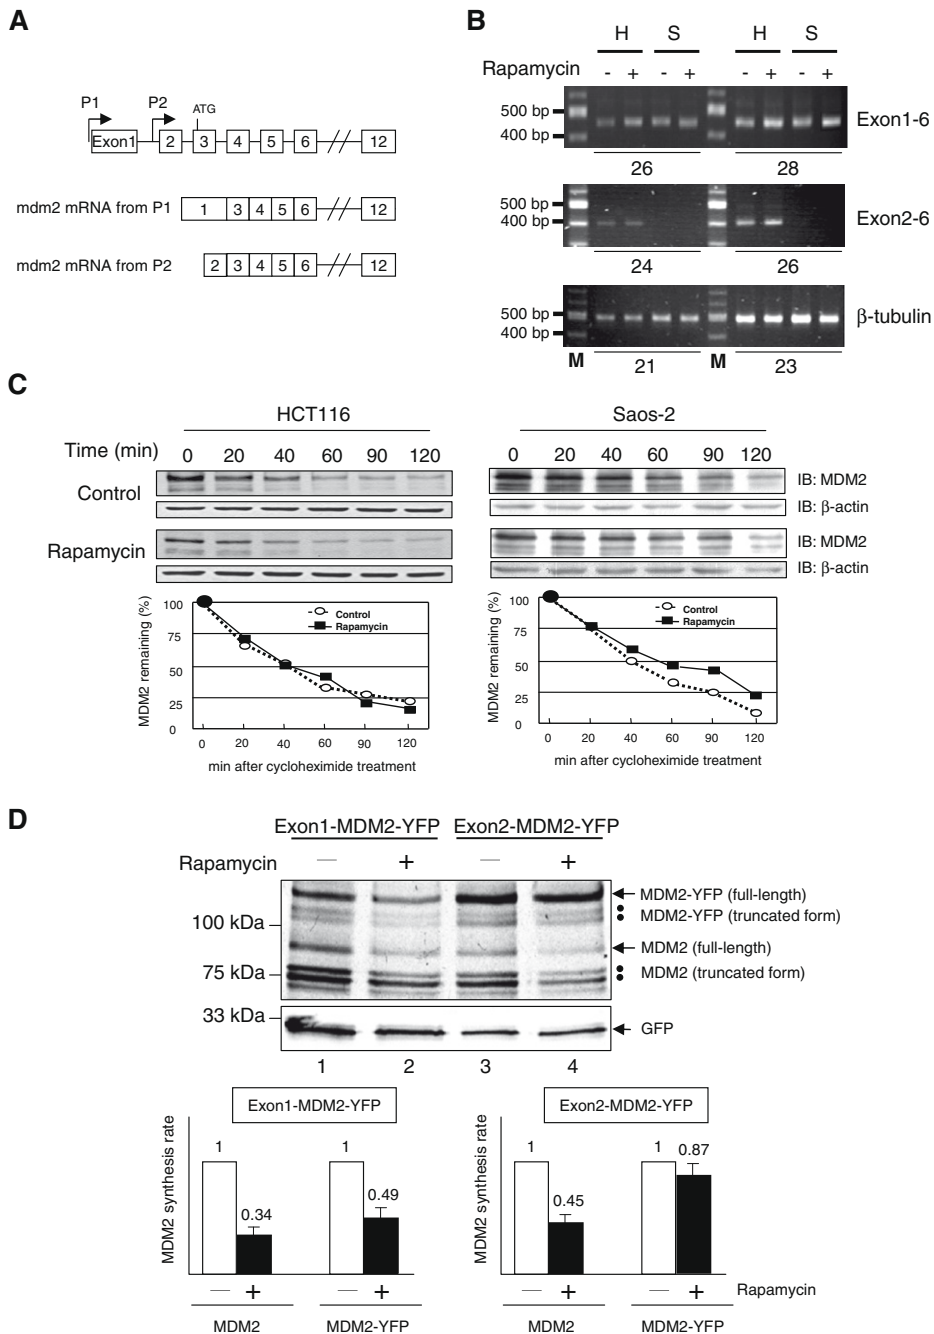 A
P1
P2
ATG
Exon1
2
3
4
5
6
12
mdm2 mRNA from P1
1
3
4
5
6
12
mdm2 mRNA from P2
2
3
4
5
6
12
B
H S H S
Rapamycin - + - + - + - +
500 bp
400 bp
Exon1-6
26 28
500 bp
400 bp
Exon2-6
24 26
500 bp
400 bp
β-tubulin
M M
21 23
C
HCT116
Time (min) 0 20 40 60 90 120
Control
Rapamycin
Saos-2
0 20 40 60 90 120
IB: MDM2
IB: β-actin
IB: MDM2
IB: β-actin
MDM2 remaining (%)
100
75
50
25
0
Control
Rapamycin
0 20 40 60 90 120
min after cycloheximide treatment
MDM2 remaining (%)
100
75
50
25
0
Control
Rapamycin
0 20 40 60 90 120
min after cycloheximide treatment
D
Exon1-MDM2-YFP Exon2-MDM2-YFP
Rapamycin — + — +
MDM2-YFP (full-length)
MDM2-YFP (truncated form)
100 kDa
MDM2 (full-length)
75 kDa
MDM2 (truncated form)
33 kDa
GFP
1 2 3 4
Exon1-MDM2-YFP
MDM2 synthesis rate
1
0.34
1
0.49
— + — +
MDM2 MDM2-YFP
Exon2-MDM2-YFP
MDM2 synthesis rate
1
0.45
1
0.87
— + — + Rapamycin
MDM2 MDM2-YFP